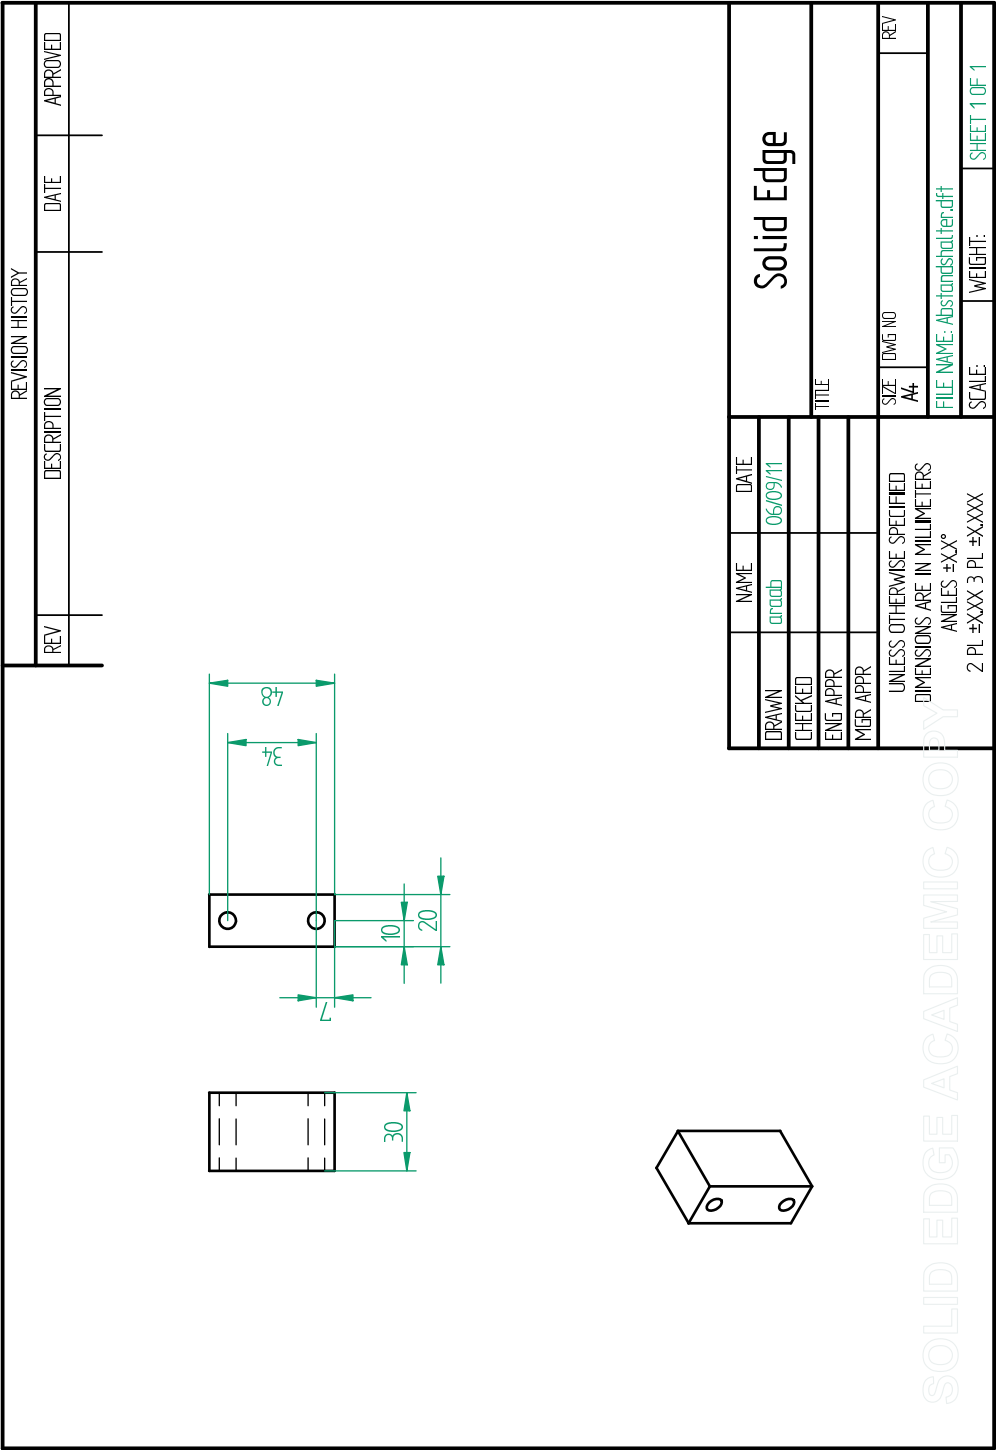 REVISION HISTORY
REV DESCRIPTION DATE APPROVED
48
34
10
20
7
30
NAME DATE
DRAWN araab 06/09/11
CHECKED
ENG APPR
MGR APPR
UNLESS OTHERWISE SPECIFIED
DIMENSIONS ARE IN MILLIMETERS
ANGLES ±X.X°
2 PL ±X.XX 3 PL ±X.XXX
Solid Edge
TITLE
SIZE DWG NO REV
A4
FILE NAME: Abstandshalter.dft
SCALE: WEIGHT: SHEET 1 OF 1
SOLID EDGE ACADEMIC COPY